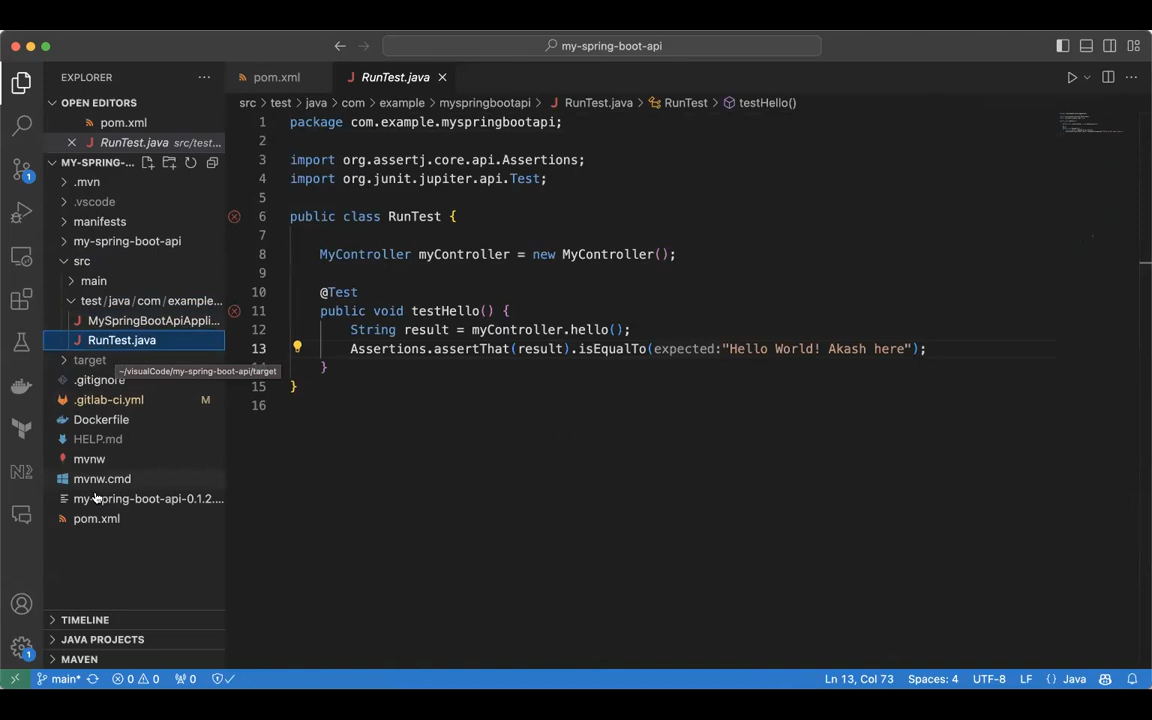 my-spring-boot-api
EXPLORER
OPEN EDITORS
pom.xml
RunTest.java src/test...
MY-SPRING-...
.mvn
.vscode
manifests
my-spring-boot-api
src
main
test/java/com/example...
MySpringBootApiAppli...
RunTest.java
target
~/visualCode/my-spring-boot-api/target
.gitignore
.gitlab-ci.yml M
Dockerfile
HELP.md
mvnw
mvnw.cmd
my-spring-boot-api-0.1.2....
pom.xml
TIMELINE
JAVA PROJECTS
MAVEN
pom.xml
RunTest.java
src > test > java > com > example > myspringbootapi > RunTest.java > RunTest > testHello()
1 package com.example.myspringbootapi;
2
3 import org.assertj.core.api.Assertions;
4 import org.junit.jupiter.api.Test;
5
6 public class RunTest {
7
8 MyController myController = new MyController();
9
10 @Test
11 public void testHello() {
12 String result = myController.hello();
13 Assertions.assertThat(result).isEqualTo(expected:"Hello World! Akash here");
}
15 }
16
N2
1
1
main* 0 0 0
Ln 13, Col 73 Spaces: 4 UTF-8 LF {} Java